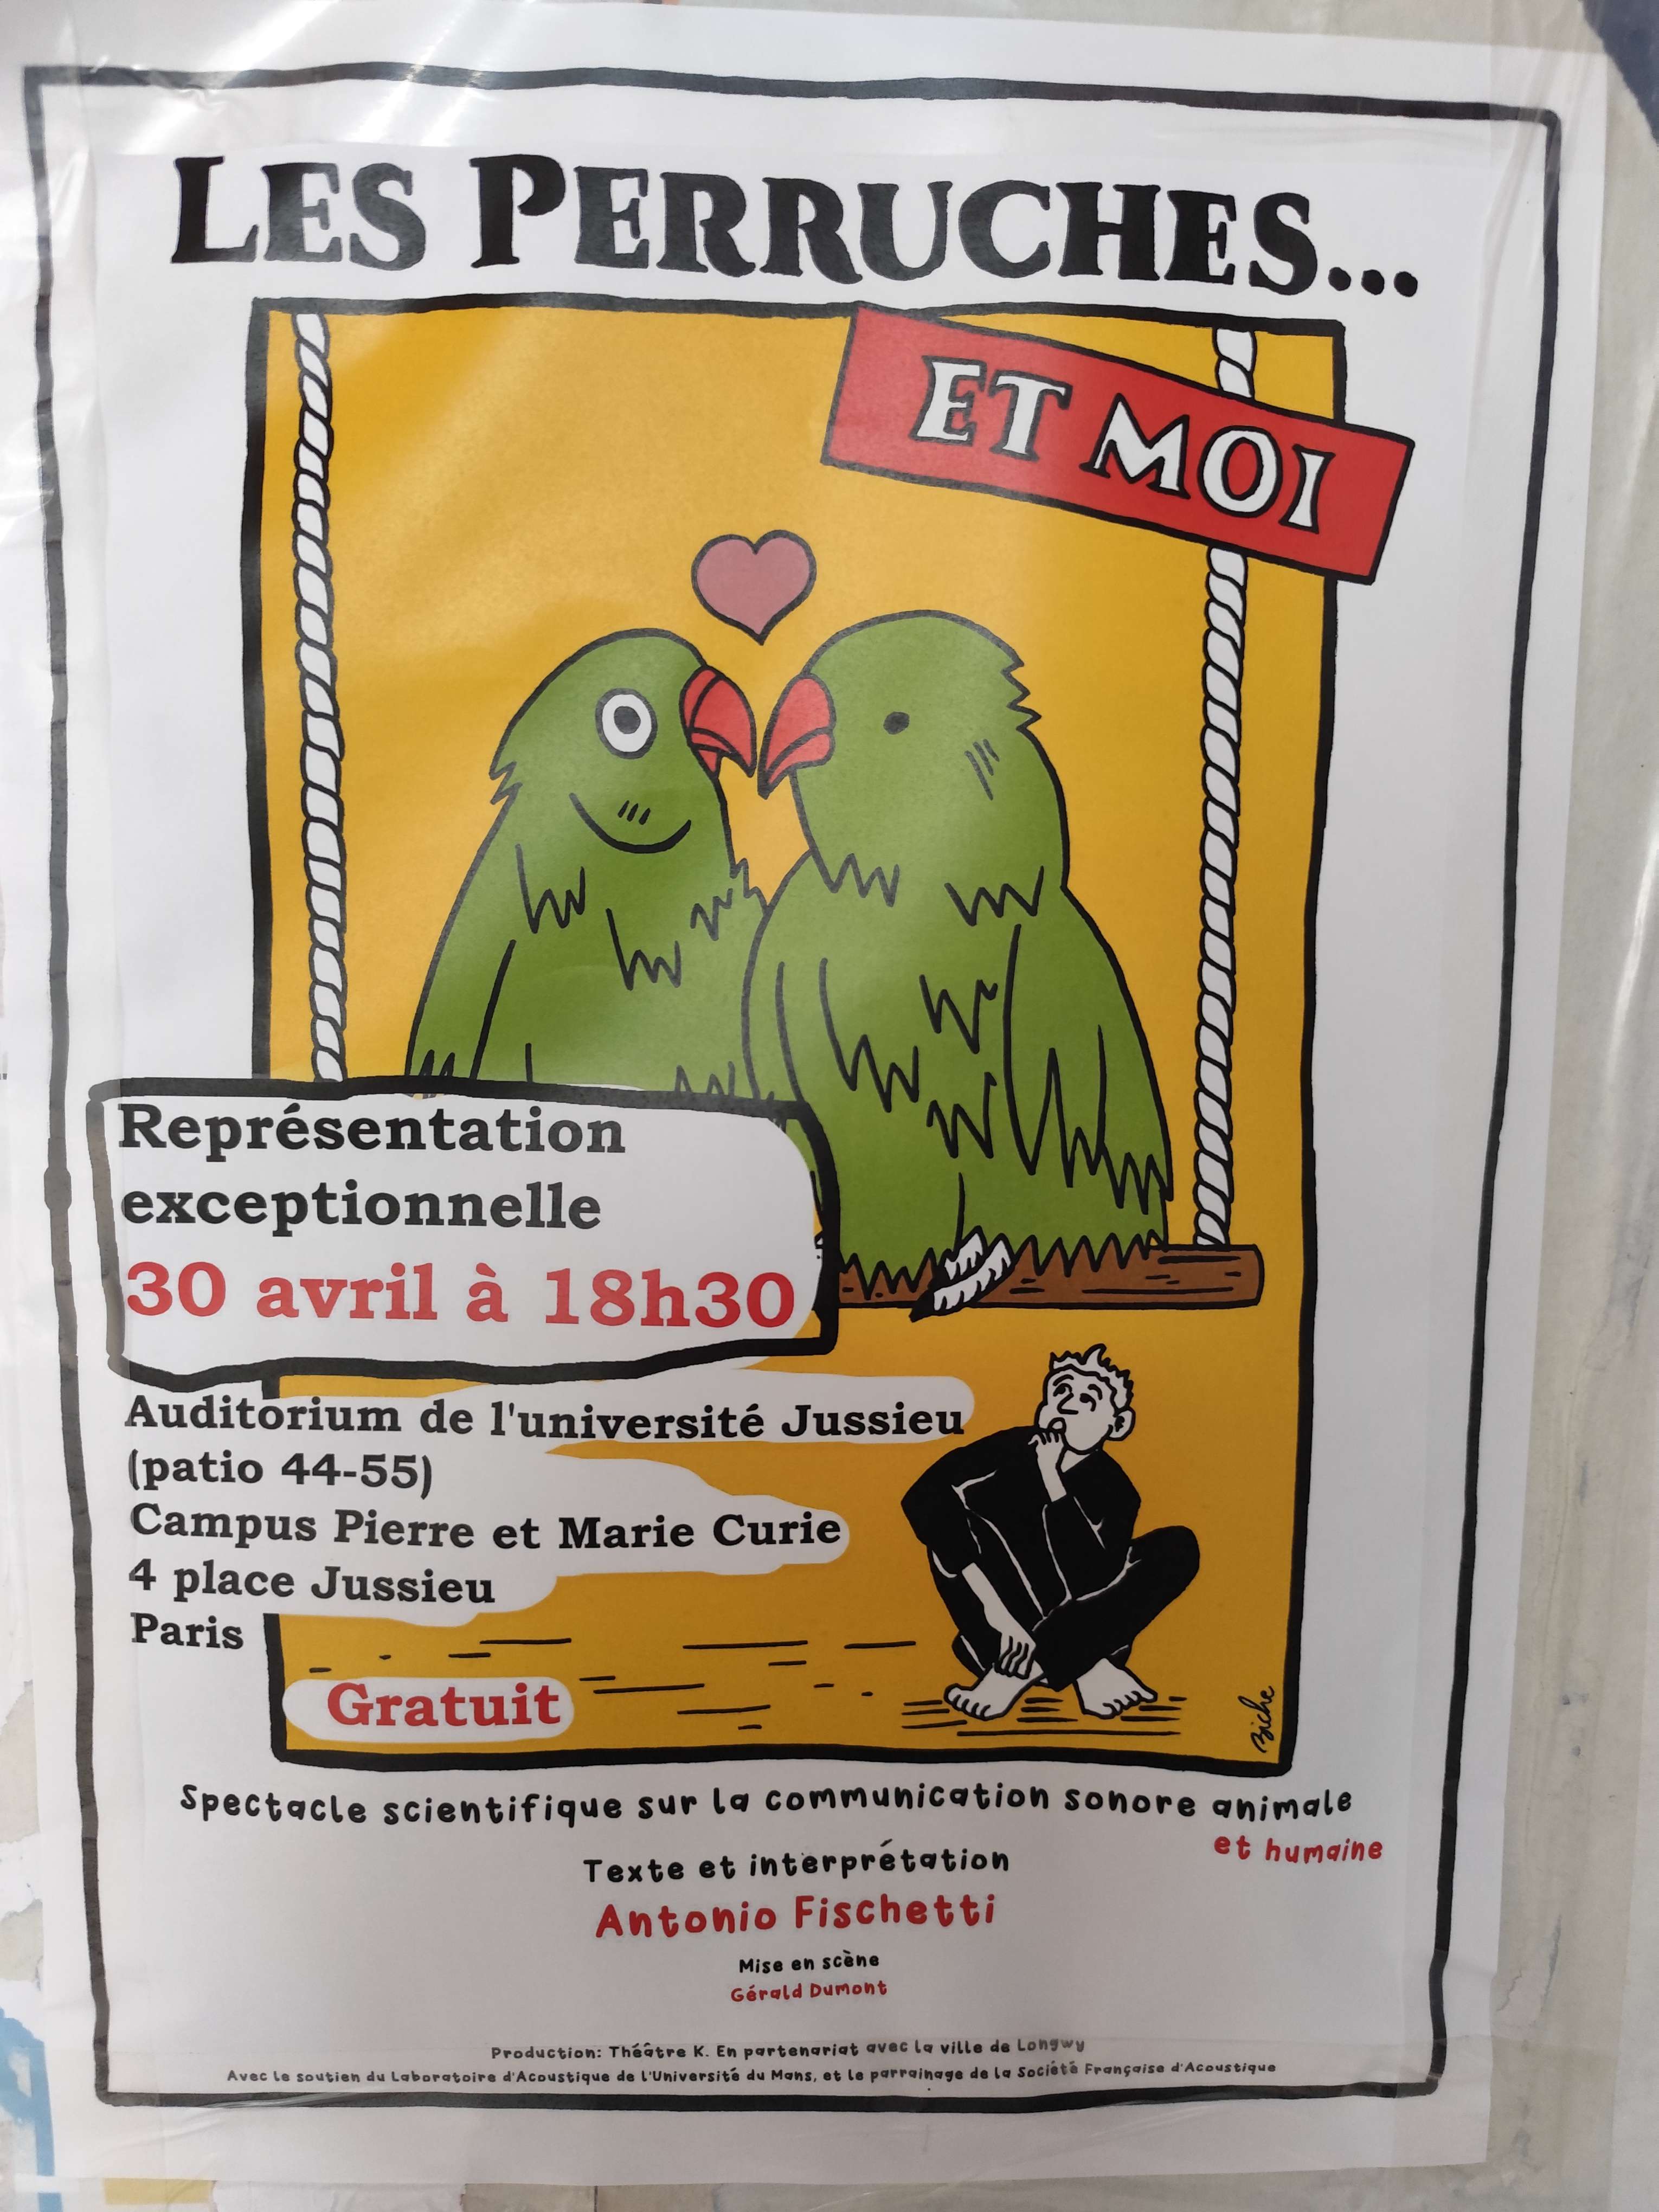 LES PERRUCHES...
ET MOI
Représentation
exceptionnelle
30 avril à 18h30
Auditorium de l'université Jussieu
(patio 44-55)
Campus Pierre et Marie Curie
4 place Jussieu
Paris
Gratuit
Biche
Spectacle scientifique sur la communication sonore animale
et humaine
Texte et interprétation
Antonio Fischetti
Mise en scène
Gérald Dumont
Production: Théâtre K. En partenariat avec la ville de Longwy
Avec le soutien du Laboratoire d'Acoustique de l'Université du Mans, et le parrainage de la Société Française d'Acoustique